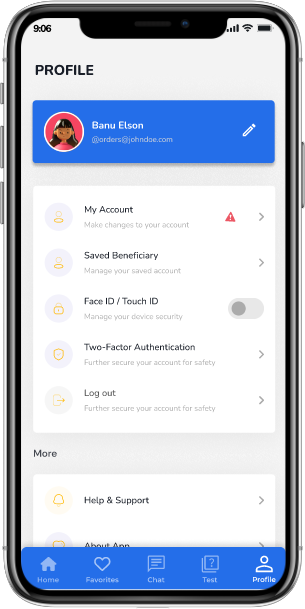 9:06
PROFILE
Banu Elson
@orders@johndoe.com
My Account
Make changes to your account
Saved Beneficiary
Manage your saved account
Face ID / Touch ID
Manage your device security
Two-Factor Authentication
Further secure your account for safety
Log out
Further secure your account for safety
More
Help & Support
About App
Home Favorites Chat Test Profile